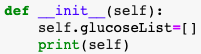 def __init__(self):
    self.glucoseList=[]
    print(self)